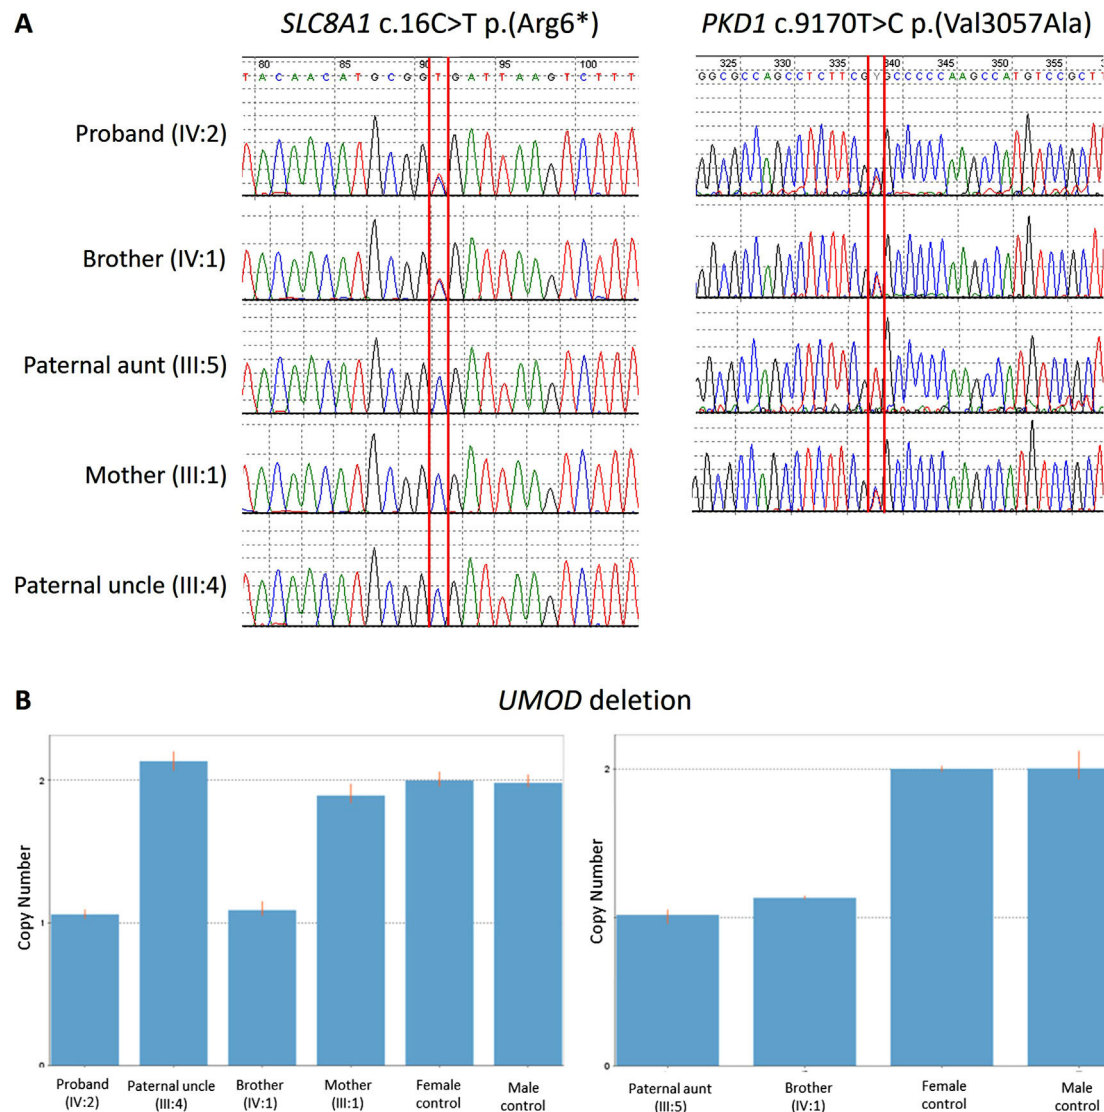 A
SLC8A1 c.16C>T p.(Arg6*)
PKD1 c.9170T>C p.(Val3057Ala)
80 85 90 95 100
T A C A A C A T G C G G T G A T T A A G T C T T T
325 330 335 340 345 350 355
G G C G C C A G C C T C T T C G Y G C C C C C A A G C C A T G T C C G C T
Proband (IV:2)
Brother (IV:1)
Paternal aunt (III:5)
Mother (III:1)
Paternal uncle (III:4)
B
UMOD deletion
Copy Number
2
1
0
Proband (IV:2)
Paternal uncle (III:4)
Brother (IV:1)
Mother (III:1)
Female control
Male control
Copy Number
2
1
0
Paternal aunt (III:5)
Brother (IV:1)
Female control
Male control